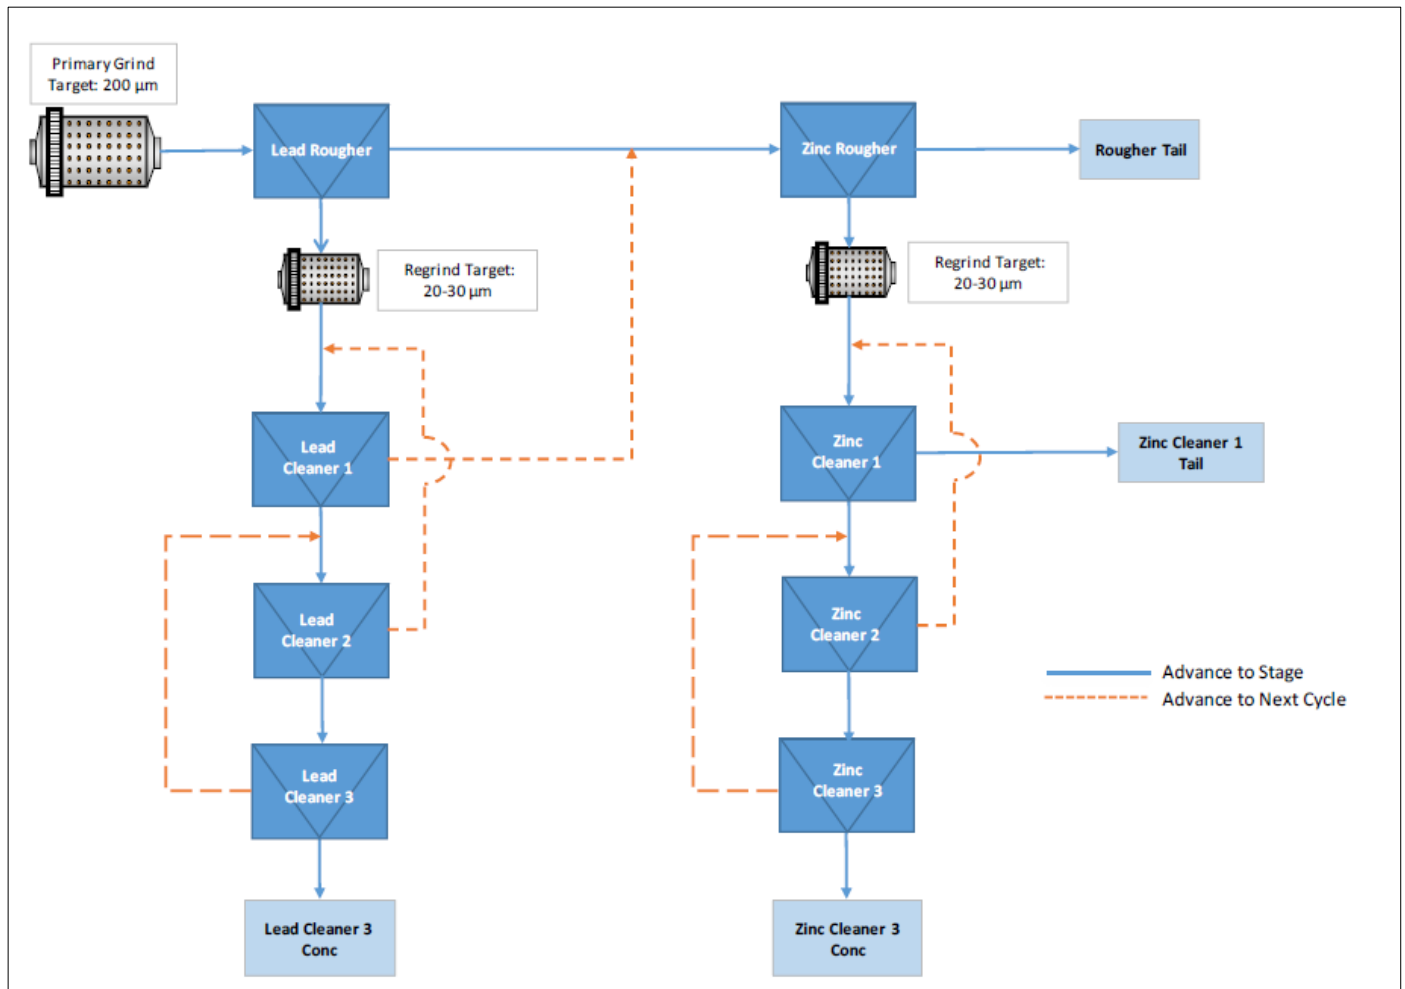 Primary Grind
Target: 200 µm
Lead Rougher
Zinc Rougher
Rougher Tail
Regrind Target:
20-30 µm
Regrind Target:
20-30 µm
Lead
Cleaner 1
Zinc
Cleaner 1
Zinc Cleaner 1
Tail
Lead
Cleaner 2
Zinc
Cleaner 2
Advance to Stage
Advance to Next Cycle
Lead
Cleaner 3
Zinc
Cleaner 3
Lead Cleaner 3
Conc
Zinc Cleaner 3
Conc